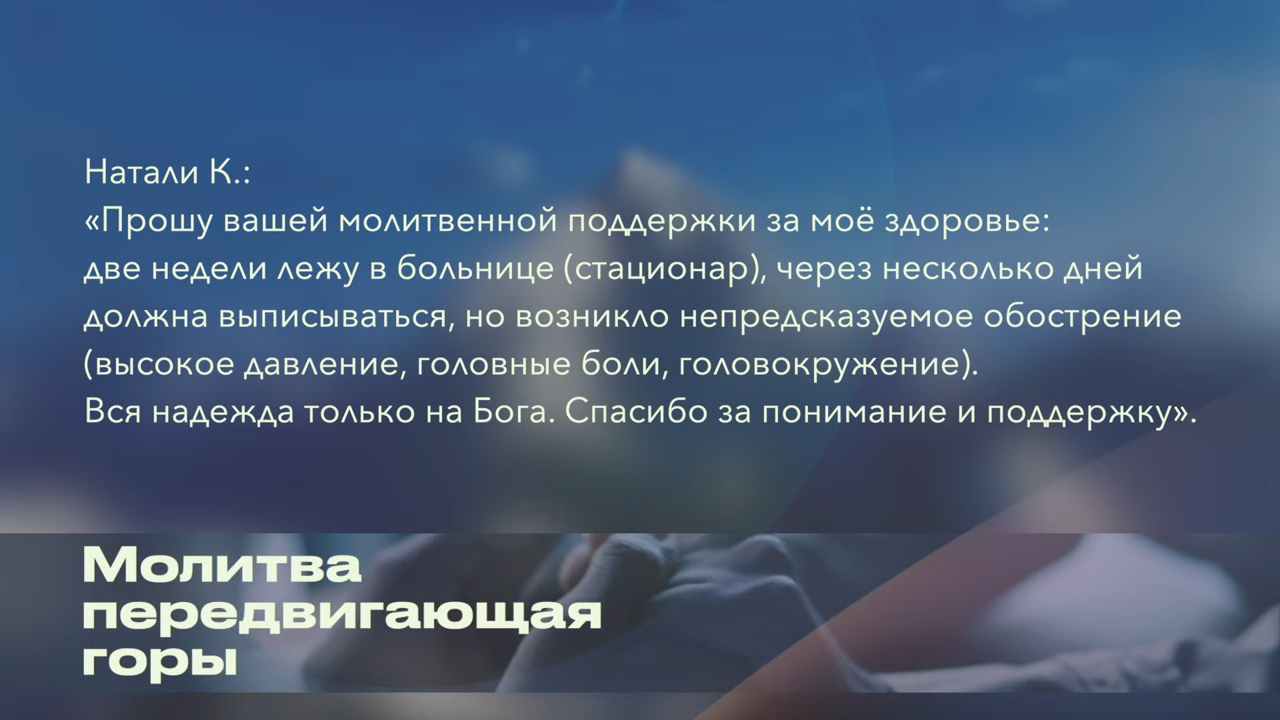 Натали К.:
«Прошу вашей молитвенной поддержки за моё здоровье:
две недели лежу в больнице (стационар), через несколько дней
должна выписываться, но возникло непредсказуемое обострение
(высокое давление, головные боли, головокружение).
Вся надежда только на Бога. Спасибо за понимание и поддержку».
Молитва
передвигающая
горы